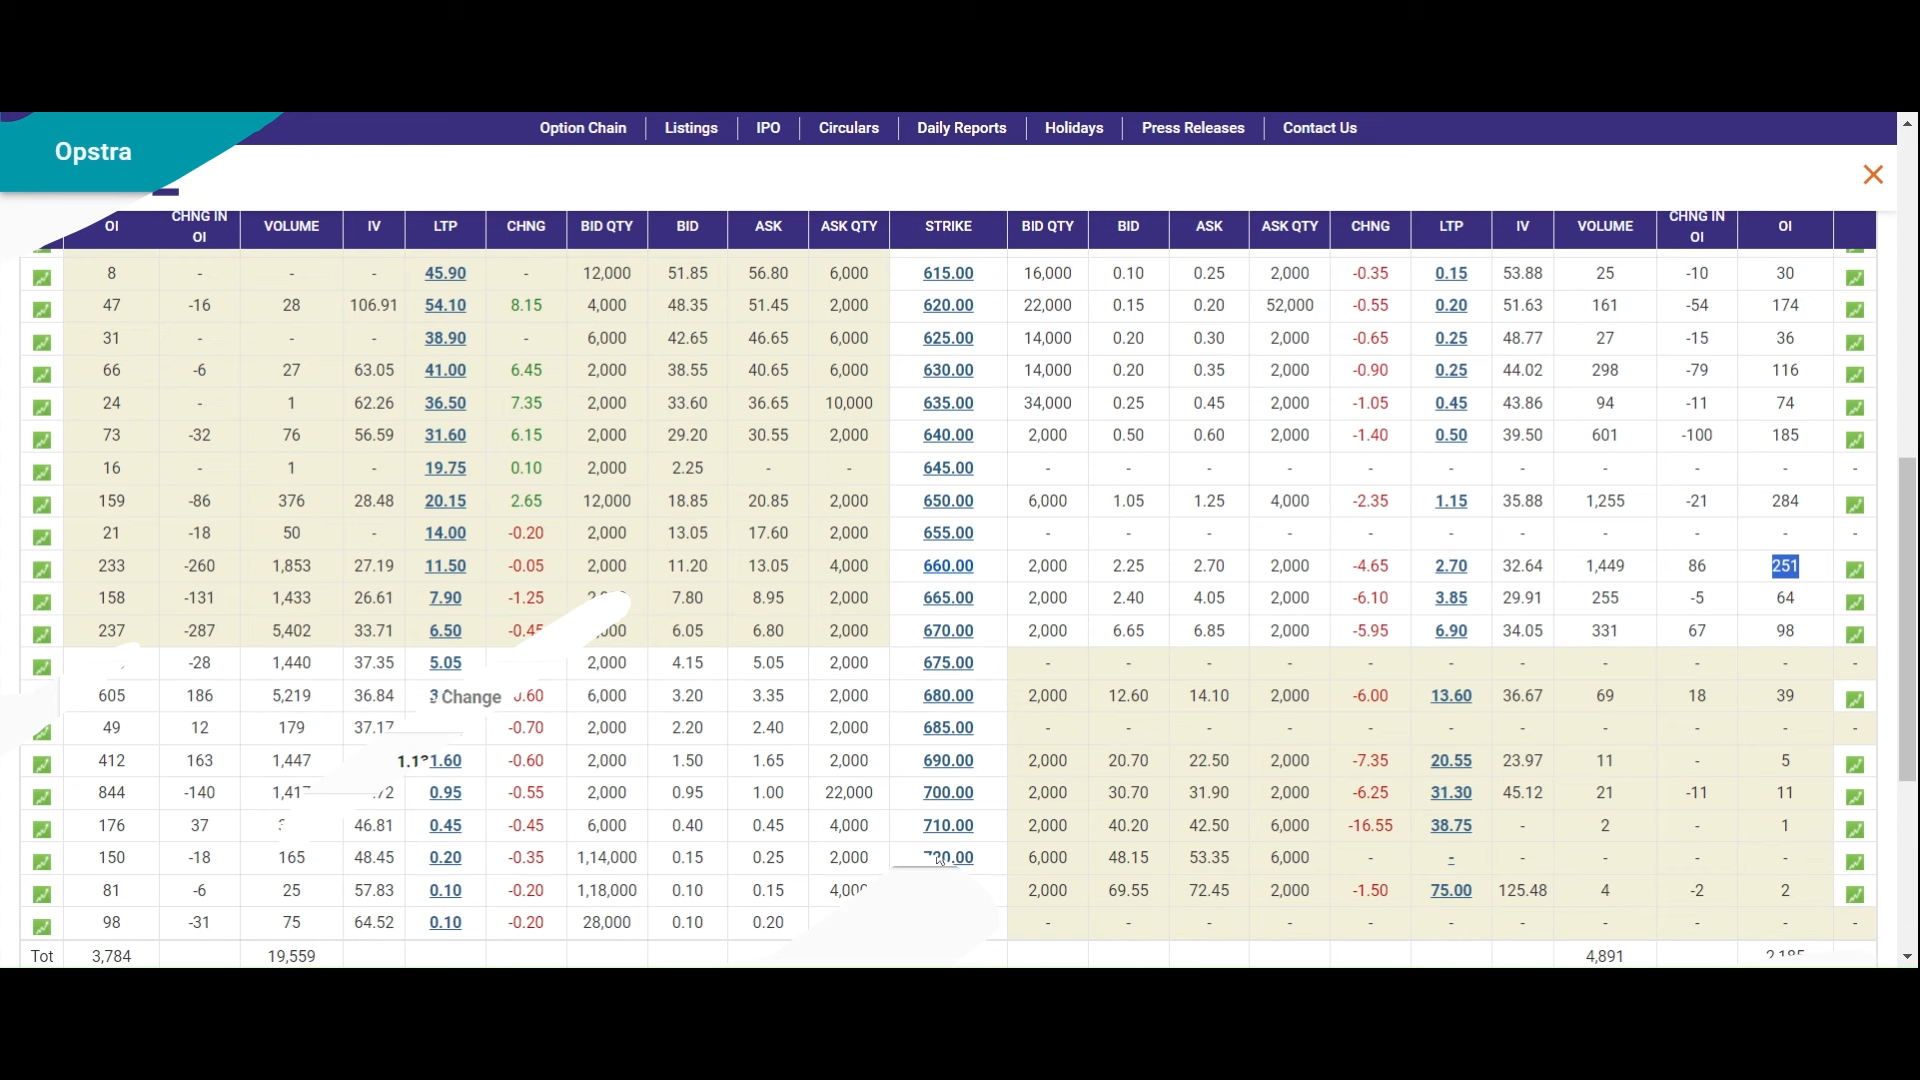 Option Chain Listings IPO Circulars Daily Reports Holidays Press Releases Contact Us
Opstra
OI CHNG IN OI VOLUME IV LTP CHNG BID QTY BID ASK ASK QTY STRIKE BID QTY BID ASK ASK QTY CHNG LTP IV VOLUME CHNG IN OI OI
8 - - - 45.90 - 12,000 51.85 56.80 6,000 615.00 16,000 0.10 0.25 2,000 -0.35 0.15 53.88 25 -10 30
47 -16 28 106.91 54.10 8.15 4,000 48.35 51.45 2,000 620.00 22,000 0.15 0.20 52,000 -0.55 0.20 51.63 161 -54 174
31 - - - 38.90 - 6,000 42.65 46.65 6,000 625.00 14,000 0.20 0.30 2,000 -0.65 0.25 48.77 27 -15 36
66 -6 27 63.05 41.00 6.45 2,000 38.55 40.65 6,000 630.00 14,000 0.20 0.35 2,000 -0.90 0.25 44.02 298 -79 116
24 - 1 62.26 36.50 7.35 2,000 33.60 36.65 10,000 635.00 34,000 0.25 0.45 2,000 -1.05 0.45 43.86 94 -11 74
73 -32 76 56.59 31.60 6.15 2,000 29.20 30.55 2,000 640.00 2,000 0.50 0.60 2,000 -1.40 0.50 39.50 601 -100 185
16 - 1 - 19.75 0.10 2,000 2.25 - - 645.00 - - - - - - - - - -
159 -86 376 28.48 20.15 2.65 12,000 18.85 20.85 2,000 650.00 6,000 1.05 1.25 4,000 -2.35 1.15 35.88 1,255 -21 284
21 -18 50 - 14.00 -0.20 2,000 13.05 17.60 2,000 655.00 - - - - - - - - - -
233 -260 1,853 27.19 11.50 -0.05 2,000 11.20 13.05 4,000 660.00 2,000 2.25 2.70 2,000 -4.65 2.70 32.64 1,449 86 251
158 -131 1,433 26.61 7.90 -1.25 7.80 8.95 2,000 665.00 2,000 2.40 4.05 2,000 -6.10 3.85 29.91 255 -5 64
237 -287 5,402 33.71 6.50 6.05 6.80 2,000 670.00 2,000 6.65 6.85 2,000 -5.95 6.90 34.05 331 67 98
-28 1,440 37.35 5.05 2,000 4.15 5.05 2,000 675.00 - - - - - - - - - -
605 186 5,219 36.84 Change 6,000 3.20 3.35 2,000 680.00 2,000 12.60 14.10 2,000 -6.00 13.60 36.67 69 18 39
49 12 179 37.17 -0.70 2,000 2.20 2.40 2,000 685.00 - - - - - - - - - -
412 163 1,447 1.60 -0.60 2,000 1.50 1.65 2,000 690.00 2,000 20.70 22.50 2,000 -7.35 20.55 23.97 11 - 5
844 -140 0.95 -0.55 2,000 0.95 1.00 22,000 700.00 2,000 30.70 31.90 2,000 -6.25 31.30 45.12 21 -11 11
176 37 46.81 0.45 -0.45 6,000 0.40 0.45 4,000 710.00 2,000 40.20 42.50 6,000 -16.55 38.75 - 2 - 1
150 -18 165 48.45 0.20 -0.35 1,14,000 0.15 0.25 2,000 6,000 48.15 53.35 6,000 - - - - - -
81 -6 25 57.83 0.10 -0.20 1,18,000 0.10 0.15 2,000 69.55 72.45 2,000 -1.50 75.00 125.48 4 -2 2
98 -31 75 64.52 0.10 -0.20 28,000 0.10 0.20 - - - - - - - - - -
Tot 3,784 19,559 4,891